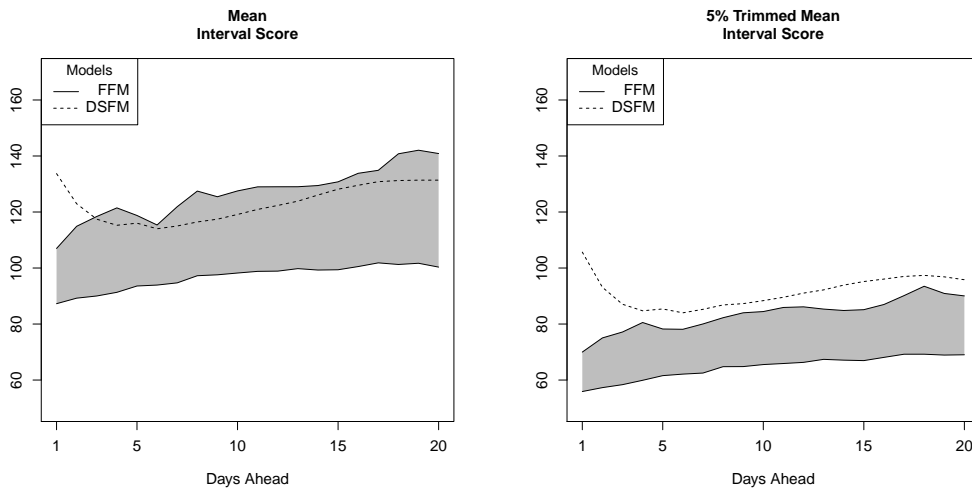 Mean
Interval Score
Models
FFM
DSFM
160
140
120
100
80
60
1 5 10 15 20
Days Ahead
5% Trimmed Mean
Interval Score
Models
FFM
DSFM
160
140
120
100
80
60
1 5 10 15 20
Days Ahead